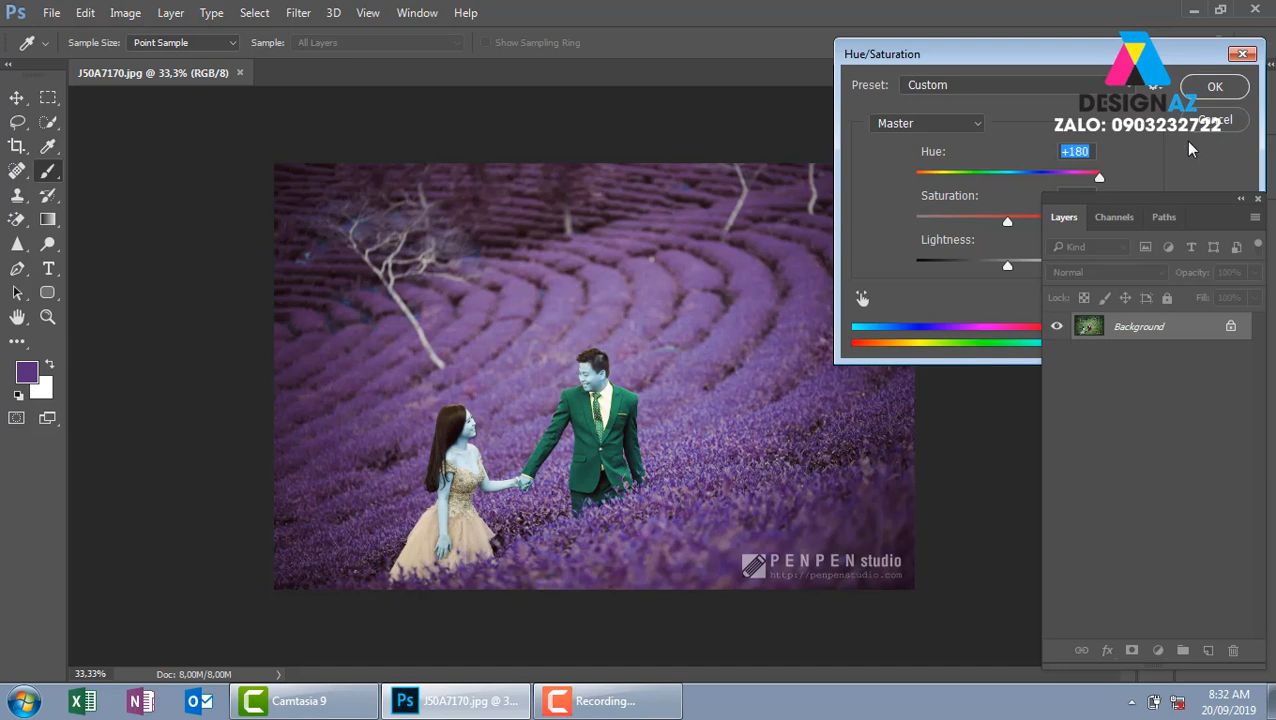 Ps File Edit Image Layer Type Select Filter 3D View Window Help
Sample Size: Point Sample Sample: All Layers Show Sampling Ring
J50A7170.jpg @ 33,3% (RGB/8)
Hue/Saturation
Preset: Custom
OK
Cancel
Master
Hue: +180
Saturation:
Lightness:
DESIGNAZ
ZALO: 0903232722
Layers Channels Paths
Kind
Normal Opacity: 100%
Lock: Fill: 100%
Background
PENPEN studio
http://penpenstudio.com
33,33% Doc: 8,00M/8,00M
Camtasia 9
Ps J50A7170.jpg @ 3...
Recording...
8:32 AM
20/09/2019